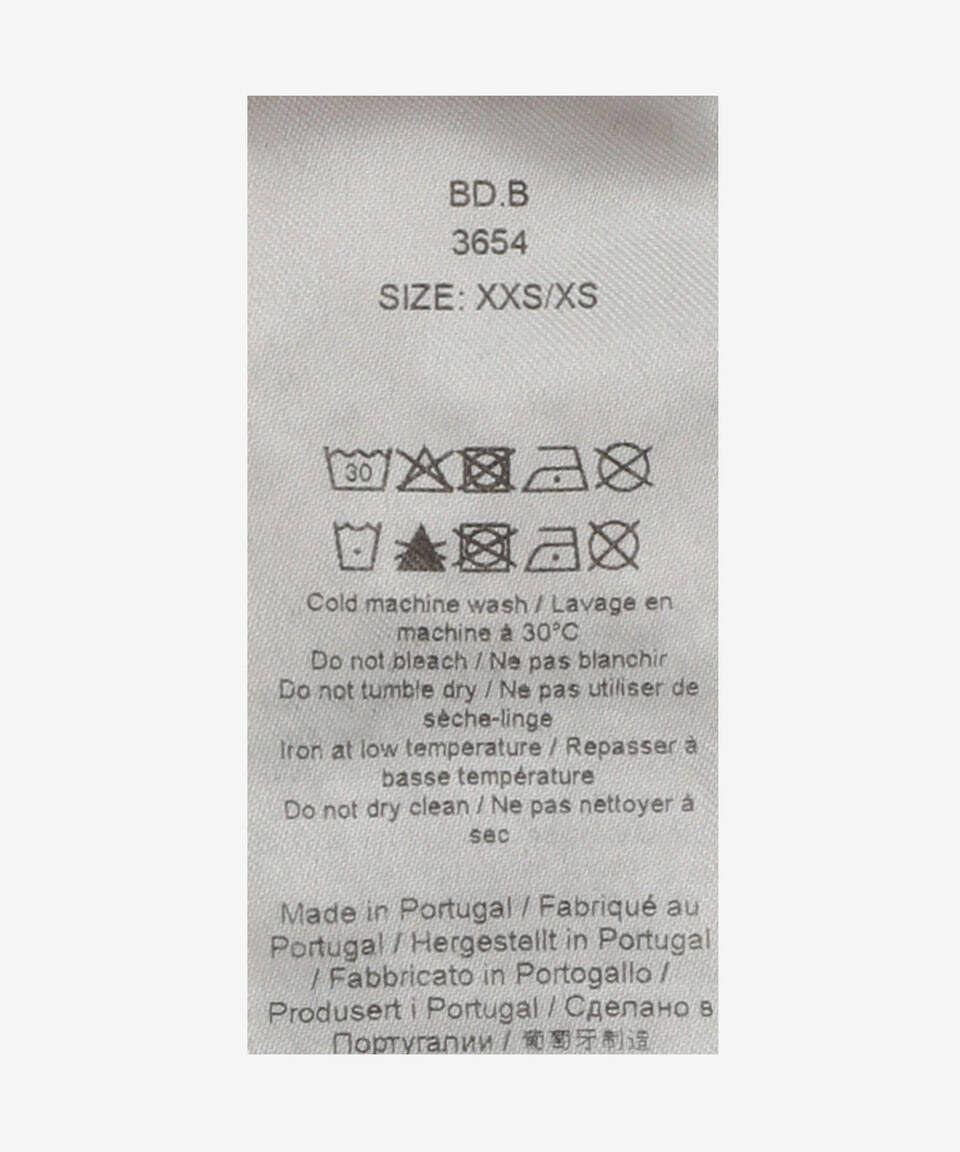 BD.B
3654
SIZE: XXS/XS
30
Cold machine wash / Lavage en
machine à 30°C
Do not bleach / Ne pas blanchir
Do not tumble dry / Ne pas utiliser de
sèche-linge
Iron at low temperature / Repasser à
basse température
Do not dry clean / Ne pas nettoyer à
sec
Made in Portugal / Fabriqué au
Portugal / Hergestellt in Portugal
/ Fabbricato in Portogallo /
Produsert i Portugal / Сделано в
Португалии / 葡萄牙制造